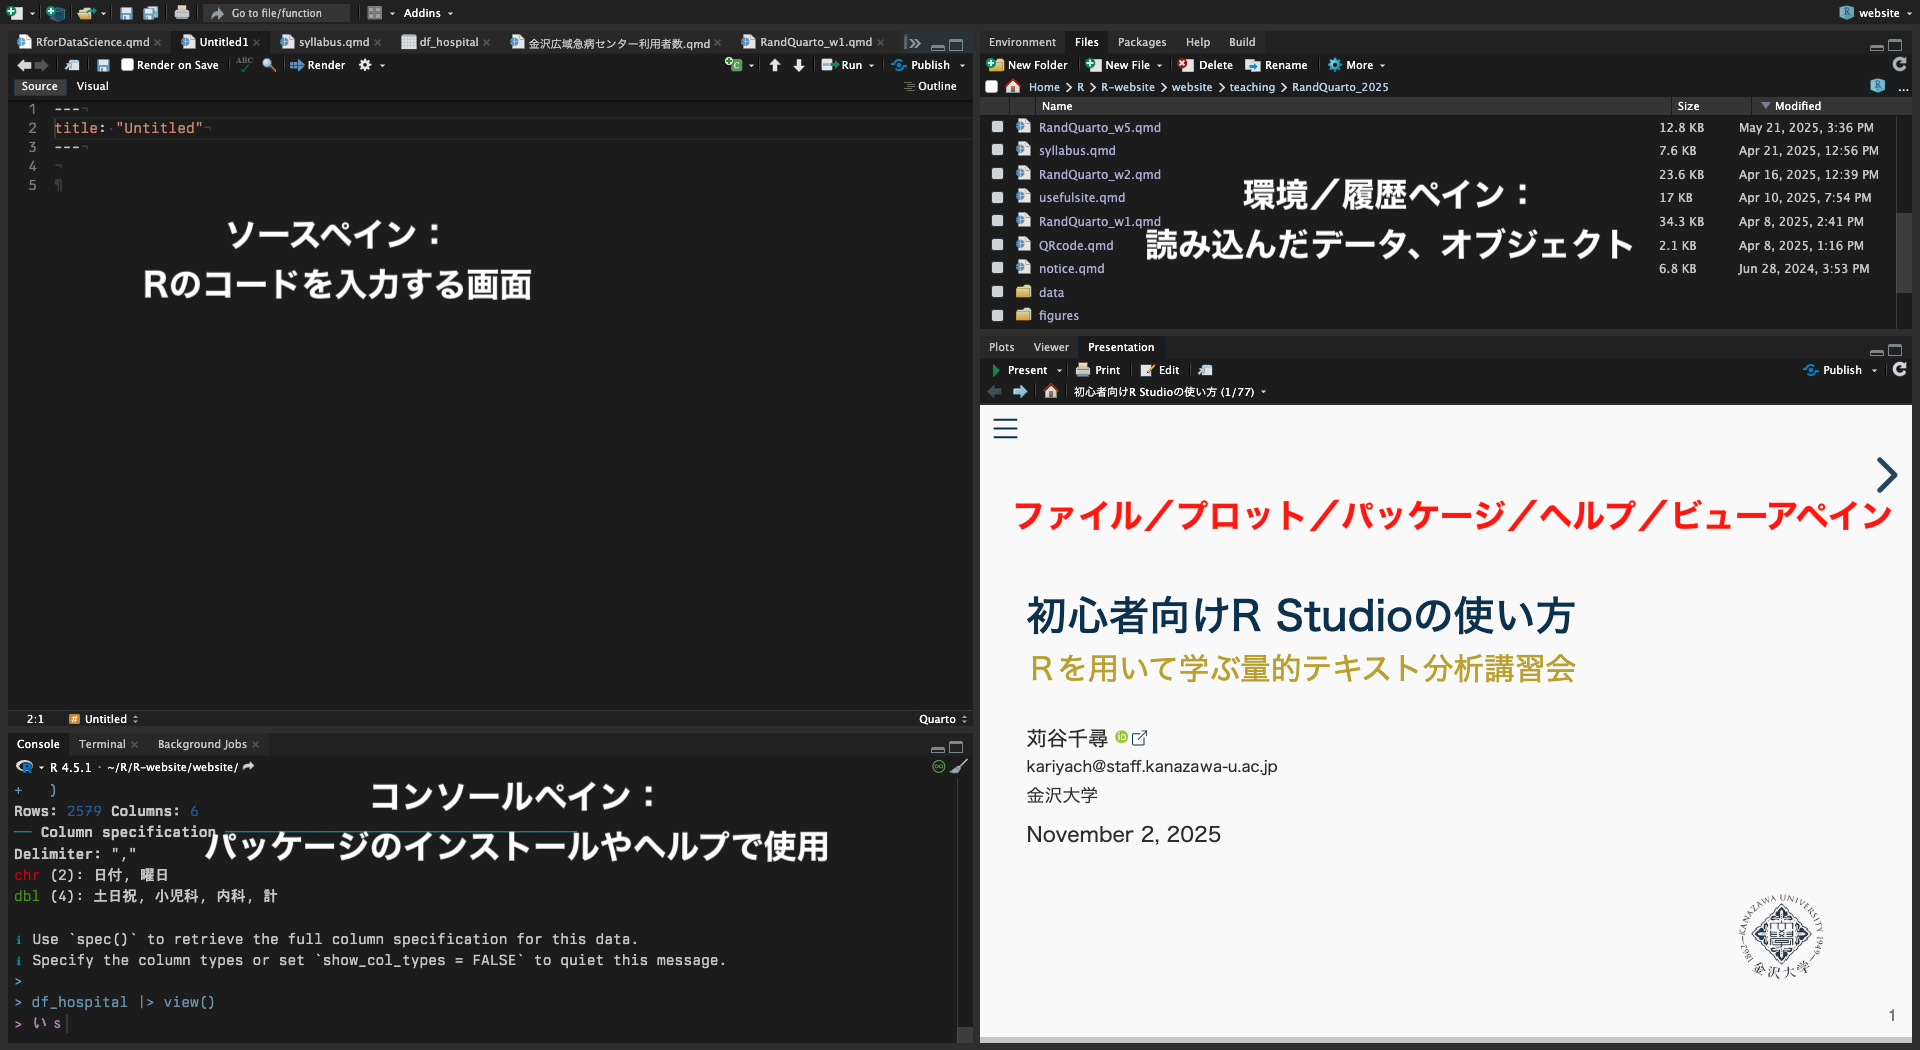 Go to file/function
Addins
website
RforDataScience.qmd
Untitled1
syllabus.qmd
df_hospital
金沢広域急病センター利用者数.qmd
RandQuarto_w1.qmd
Render on Save
ABC
Render
Run
Publish
Source
Visual
Outline
1 ---
2 title: "Untitled"
3 ---
4
5
ソースペイン：
Rのコードを入力する画面
2:1
# Untitled
Quarto
Console
Terminal
Background Jobs
R 4.5.1 · ~/R/R-website/website/
+ )
Rows: 2579 Columns: 6
── Column specification
Delimiter: ","
chr (2): 日付, 曜日
dbl (4): 土日祝, 小児科, 内科, 計
コンソールペイン：
パッケージのインストールやヘルプで使用
ℹ Use `spec()` to retrieve the full column specification for this data.
ℹ Specify the column types or set `show_col_types = FALSE` to quiet this message.
>
> df_hospital |> view()
> い s
Environment
Files
Packages
Help
Build
New Folder
New File
Delete
Rename
More
Home > R > R-website > website > teaching > RandQuarto_2025
...
Name Size Modified
RandQuarto_w5.qmd 12.8 KB May 21, 2025, 3:36 PM
syllabus.qmd 7.6 KB Apr 21, 2025, 12:56 PM
RandQuarto_w2.qmd 23.6 KB Apr 16, 2025, 12:39 PM
usefulsite.qmd 17 KB Apr 10, 2025, 7:54 PM
RandQuarto_w1.qmd 34.3 KB Apr 8, 2025, 2:41 PM
QRcode.qmd 2.1 KB Apr 8, 2025, 1:16 PM
notice.qmd 6.8 KB Jun 28, 2024, 3:53 PM
data
figures
環境／履歴ペイン：
読み込んだデータ、オブジェクト
Plots
Viewer
Presentation
Present
Print
Edit
Publish
初心者向けR Studioの使い方 (1/77)
ファイル／プロット／パッケージ／ヘルプ／ビューアペイン
初心者向けR Studioの使い方
Rを用いて学ぶ量的テキスト分析講習会
苅谷千尋
iD
kariyach@staff.kanazawa-u.ac.jp
金沢大学
November 2, 2025
1862–KANAZAWA UNIVERSITY 1949–
金沢大学
1